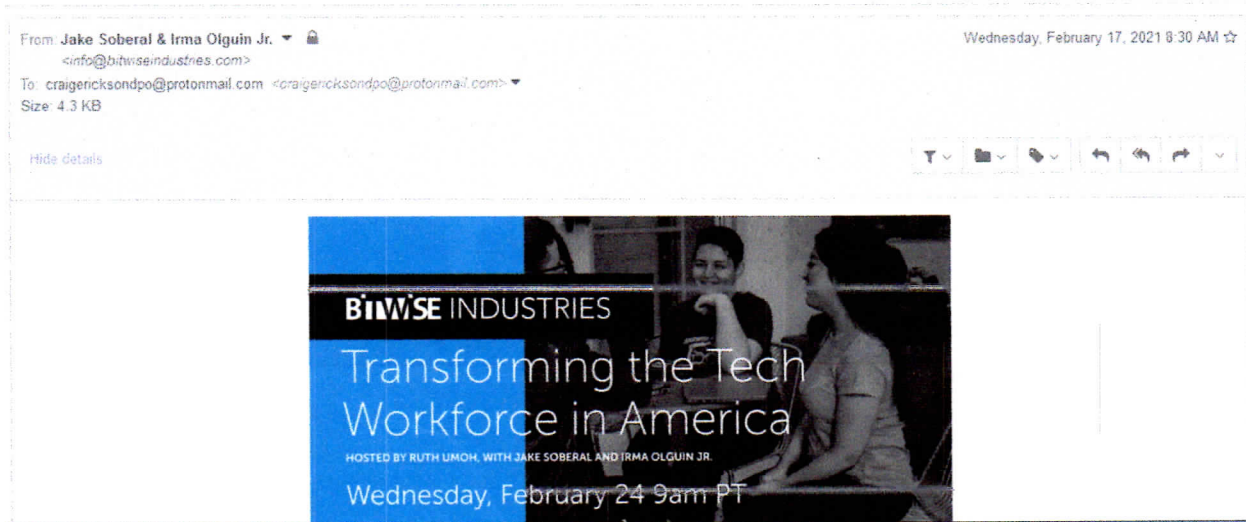 From: Jake Soberal & Irma Olguin Jr.
<info@bitwiseindustries.com>
Wednesday, February 17, 2021 8:30 AM
To: craigericksondpo@protonmail.com <craigericksondpo@protonmail.com>
Size: 4.3 KB
Hide details
BITWISE INDUSTRIES
Transforming the Tech
Workforce in America
HOSTED BY RUTH UMOH, WITH JAKE SOBERAL AND IRMA OLGUIN JR.
Wednesday, February 24 9am PT